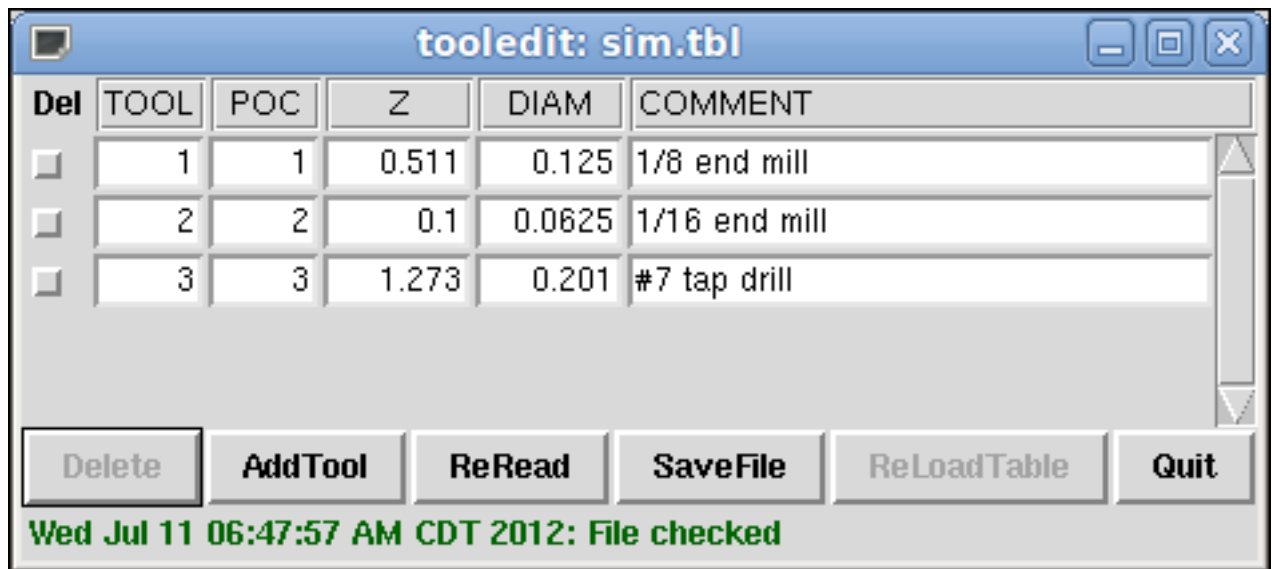 tooledit: sim.tbl
Del TOOL POC Z DIAM COMMENT
1 1 0.511 0.125 1/8 end mill
2 2 0.1 0.0625 1/16 end mill
3 3 1.273 0.201 #7 tap drill
Delete AddTool ReRead SaveFile ReLoadTable Quit
Wed Jul 11 06:47:57 AM CDT 2012: File checked